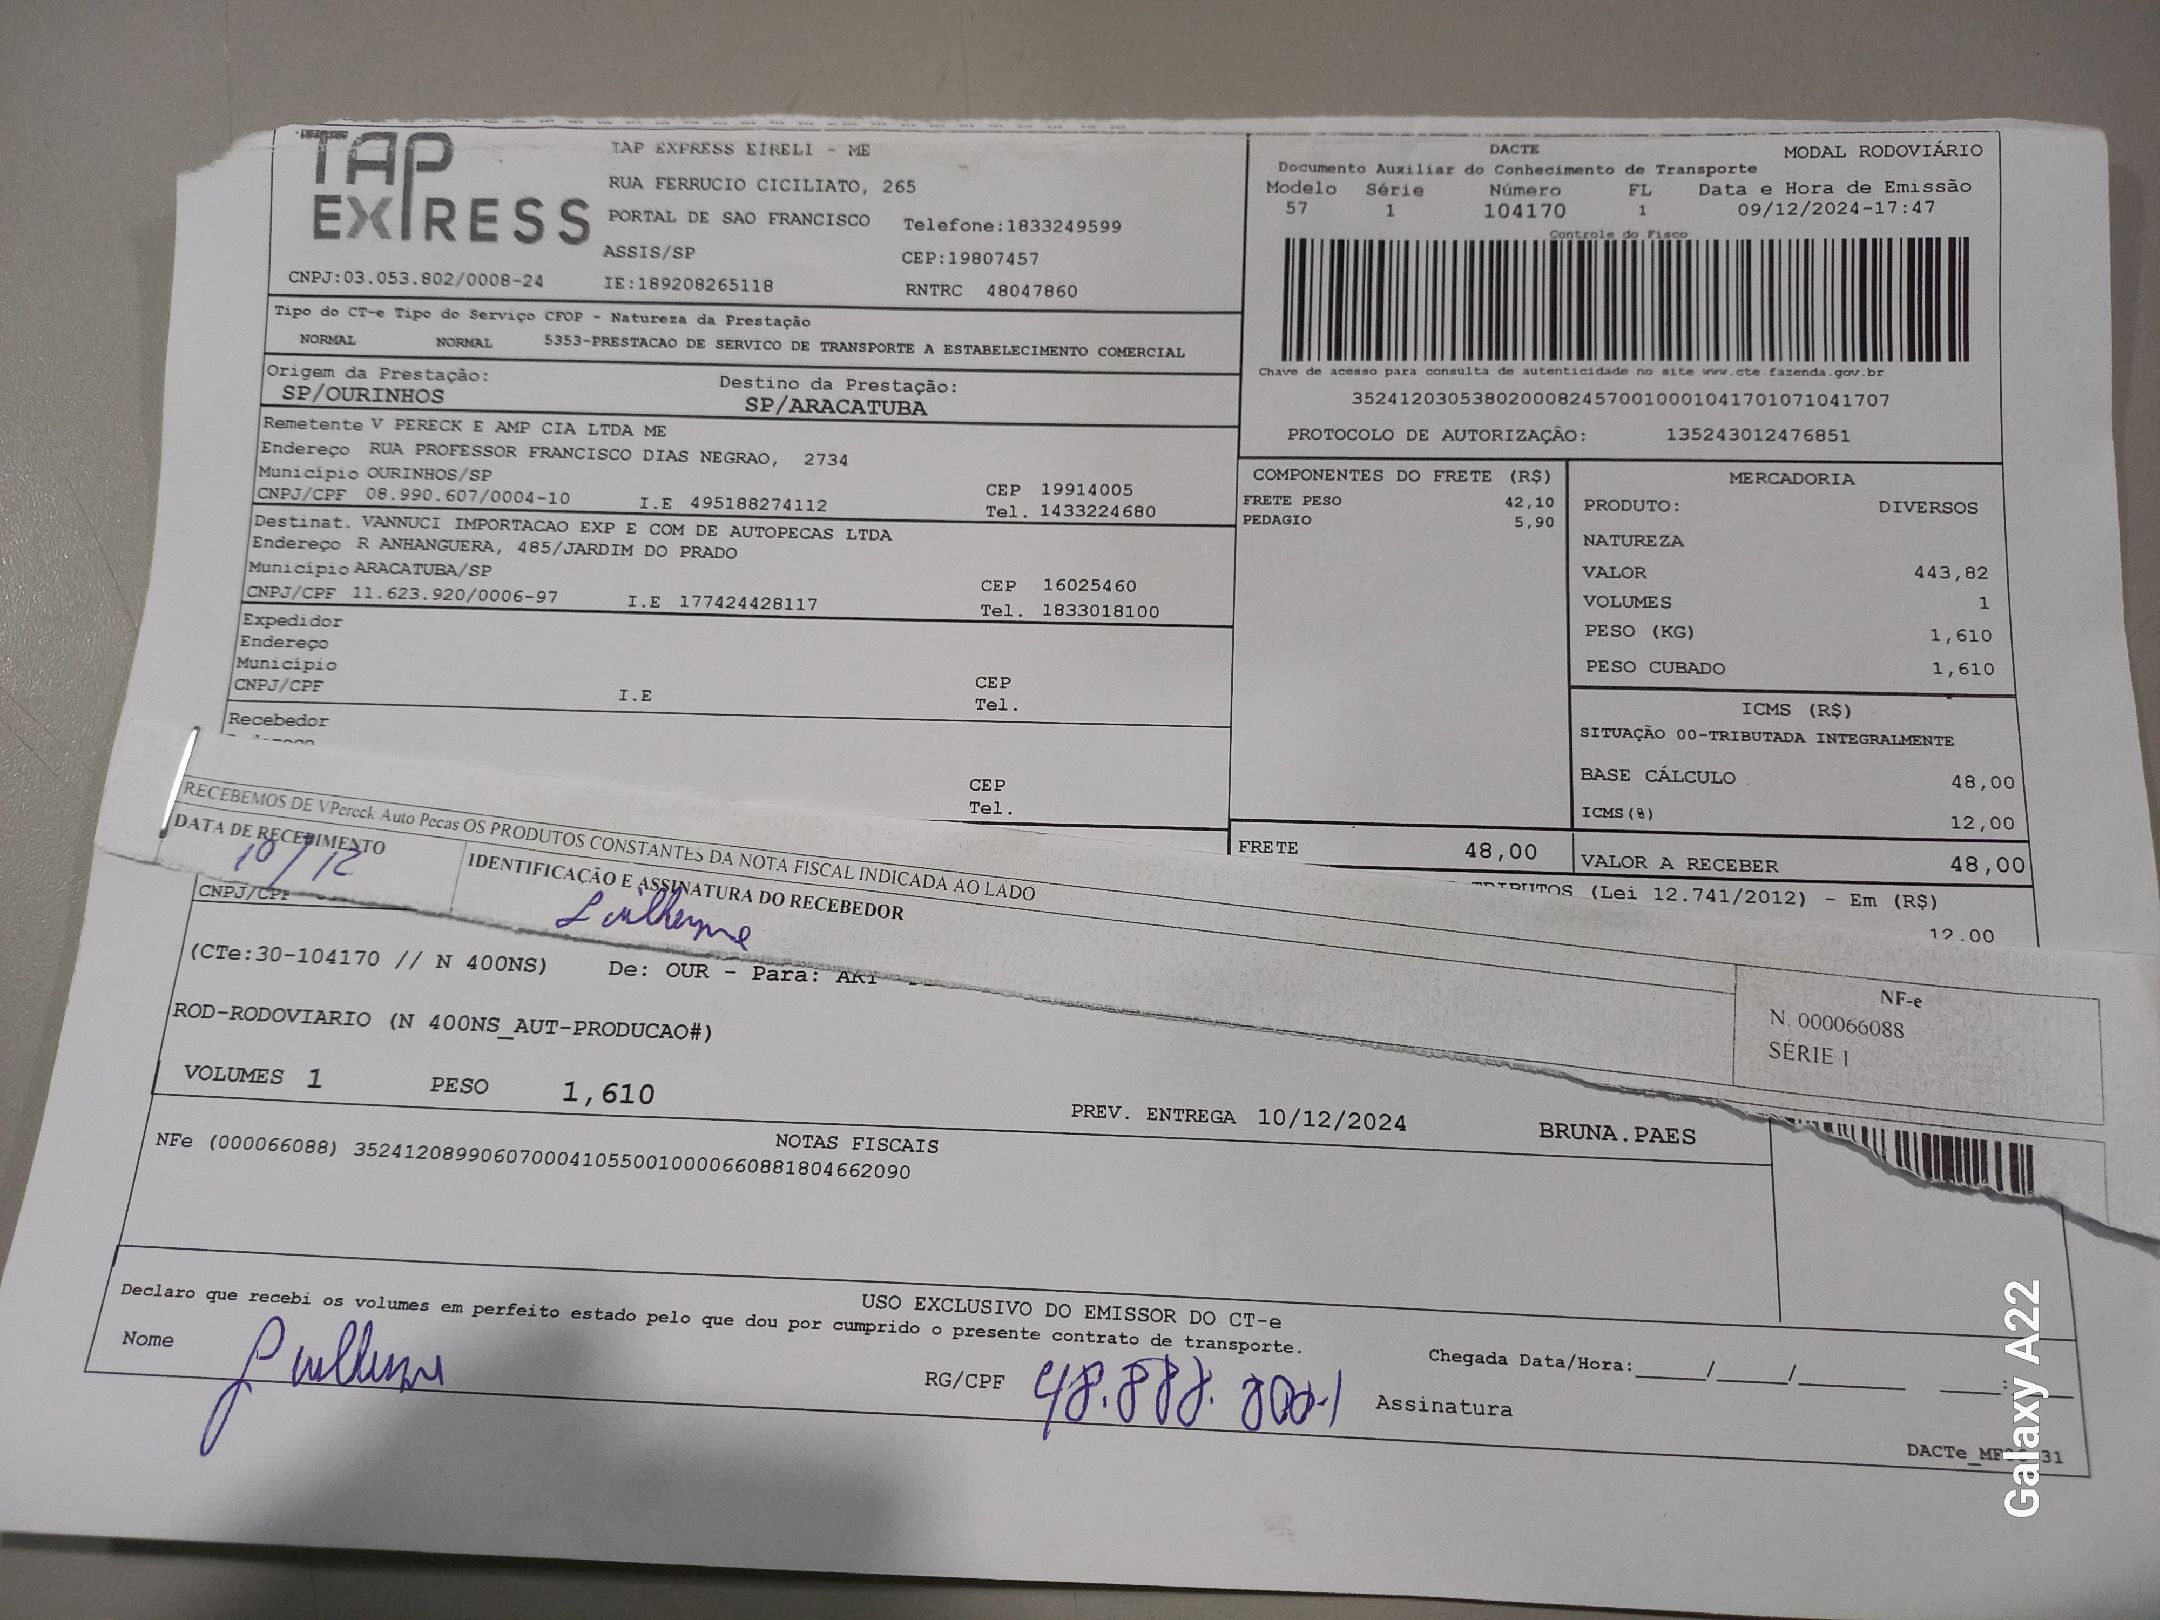 TAP EXPRESS
TAP EXPRESS EIRELI - ME
RUA FERRUCIO CICILIATO, 265
PORTAL DE SAO FRANCISCO Telefone:1833249599
ASSIS/SP CEP:19807457
CNPJ:03.053.802/0008-24 IE:189208265118 RNTRC 48047860
DACTE MODAL RODOVIÁRIO
Documento Auxiliar do Conhecimento de Transporte
Modelo Série Número FL Data e Hora de Emissão
57 1 104170 1 09/12/2024-17:47
Controle do Fisco
Chave de acesso para consulta de autenticidade no site www.cte.fazenda.gov.br
35241203053802000824570010001041701071041707
PROTOCOLO DE AUTORIZAÇÃO: 135243012476851
Tipo do CT-e Tipo do Serviço CFOP - Natureza da Prestação
NORMAL NORMAL 5353-PRESTACAO DE SERVICO DE TRANSPORTE A ESTABELECIMENTO COMERCIAL
Origem da Prestação: Destino da Prestação:
SP/OURINHOS SP/ARACATUBA
Remetente V PERECK E AMP CIA LTDA ME
Endereço RUA PROFESSOR FRANCISCO DIAS NEGRAO, 2734
Município OURINHOS/SP CEP 19914005
CNPJ/CPF 08.990.607/0004-10 I.E 495188274112 Tel. 1433224680
Destinat. VANNUCI IMPORTACAO EXP E COM DE AUTOPECAS LTDA
Endereço R ANHANGUERA, 485/JARDIM DO PRADO
Município ARACATUBA/SP CEP 16025460
CNPJ/CPF 11.623.920/0006-97 I.E 177424428117 Tel. 1833018100
Expedidor
Endereço
Município CEP
CNPJ/CPF I.E Tel.
Recebedor
CEP
Tel.
COMPONENTES DO FRETE (R$)
FRETE PESO 42,10
PEDAGIO 5,90
FRETE 48,00
MERCADORIA
PRODUTO: DIVERSOS
NATUREZA
VALOR 443,82
VOLUMES 1
PESO (KG) 1,610
PESO CUBADO 1,610
ICMS (R$)
SITUAÇÃO 00-TRIBUTADA INTEGRALMENTE
BASE CÁLCULO 48,00
ICMS(%) 12,00
VALOR A RECEBER 48,00
TRIBUTOS (Lei 12.741/2012) - Em (R$)
12.00
RECEBEMOS DE VPereck Auto Pecas OS PRODUTOS CONSTANTES DA NOTA FISCAL INDICADA AO LADO
DATA DE RECEBIMENTO IDENTIFICAÇÃO E ASSINATURA DO RECEBEDOR
10/12 Guilherme
NF-e
N. 000066088
SÉRIE 1
CNPJ/CPF
(CTe:30-104170 // N 400NS) De: OUR - Para:
ROD-RODOVIARIO (N 400NS_AUT-PRODUCAO#)
VOLUMES 1 PESO 1,610 PREV. ENTREGA 10/12/2024 BRUNA.PAES
NOTAS FISCAIS
NFe (000066088) 35241208990607000410550010000660881804662090
USO EXCLUSIVO DO EMISSOR DO CT-e
Declaro que recebi os volumes em perfeito estado pelo que dou por cumprido o presente contrato de transporte.
Nome Guilherme RG/CPF Chegada Data/Hora:_____/_____/________ ____:____
Assinatura
Galaxy A22